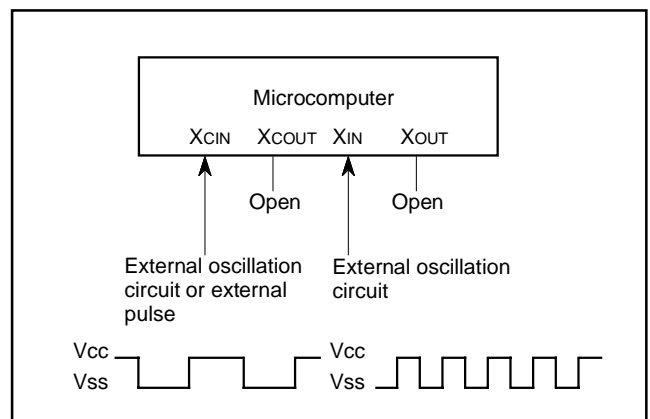 Microcomputer
XCIN XCOUT XIN XOUT
Open Open
External oscillation
circuit or external
pulse
External oscillation
circuit
Vcc Vcc
Vss Vss